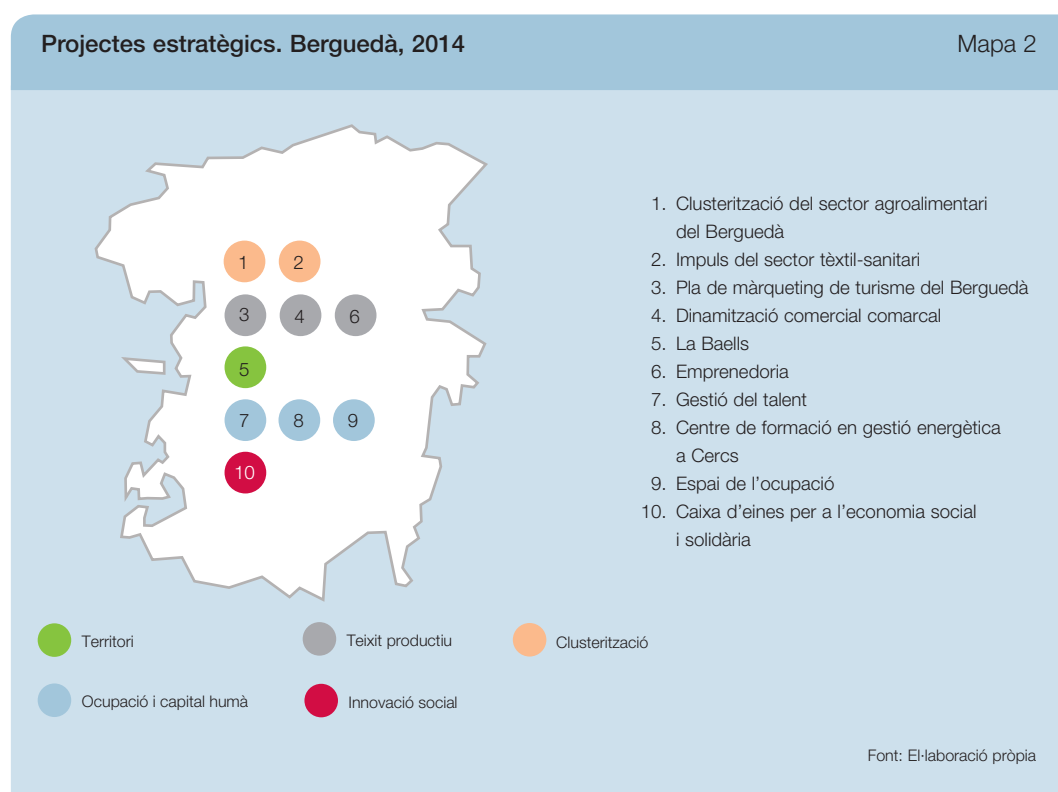 Projectes estratègics. Berguedà, 2014
Mapa 2
1
2
3
4
6
5
7
8
9
10
1. Clusterització del sector agroalimentari
del Berguedà
2. Impuls del sector tèxtil-sanitari
3. Pla de màrqueting de turisme del Berguedà
4. Dinamització comercial comarcal
5. La Baells
6. Emprenedoria
7. Gestió del talent
8. Centre de formació en gestió energètica
a Cercs
9. Espai de l’ocupació
10. Caixa d’eines per a l’economia social
i solidària
Territori
Teixit productiu
Clusterització
Ocupació i capital humà
Innovació social
Font: El·laboració pròpia